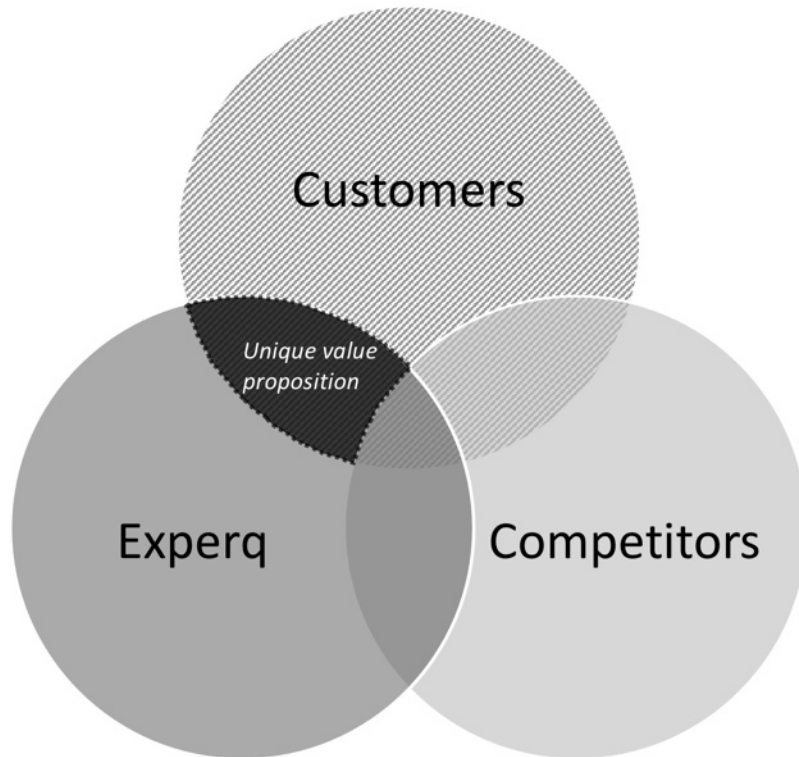 Customers
Unique value
proposition
Experq
Competitors